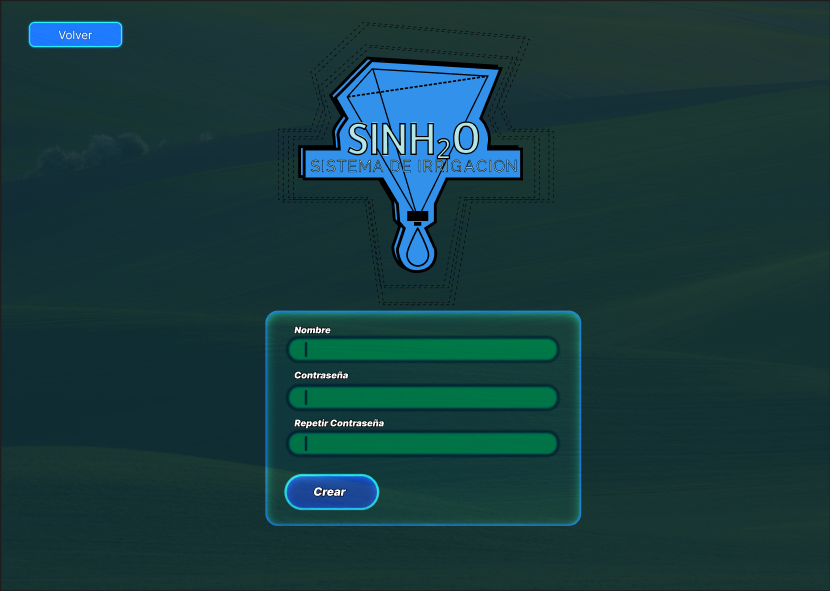 Volver
SINH₂O
SISTEMA DE IRRIGACION
Nombre
Contraseña
Repetir Contraseña
Crear